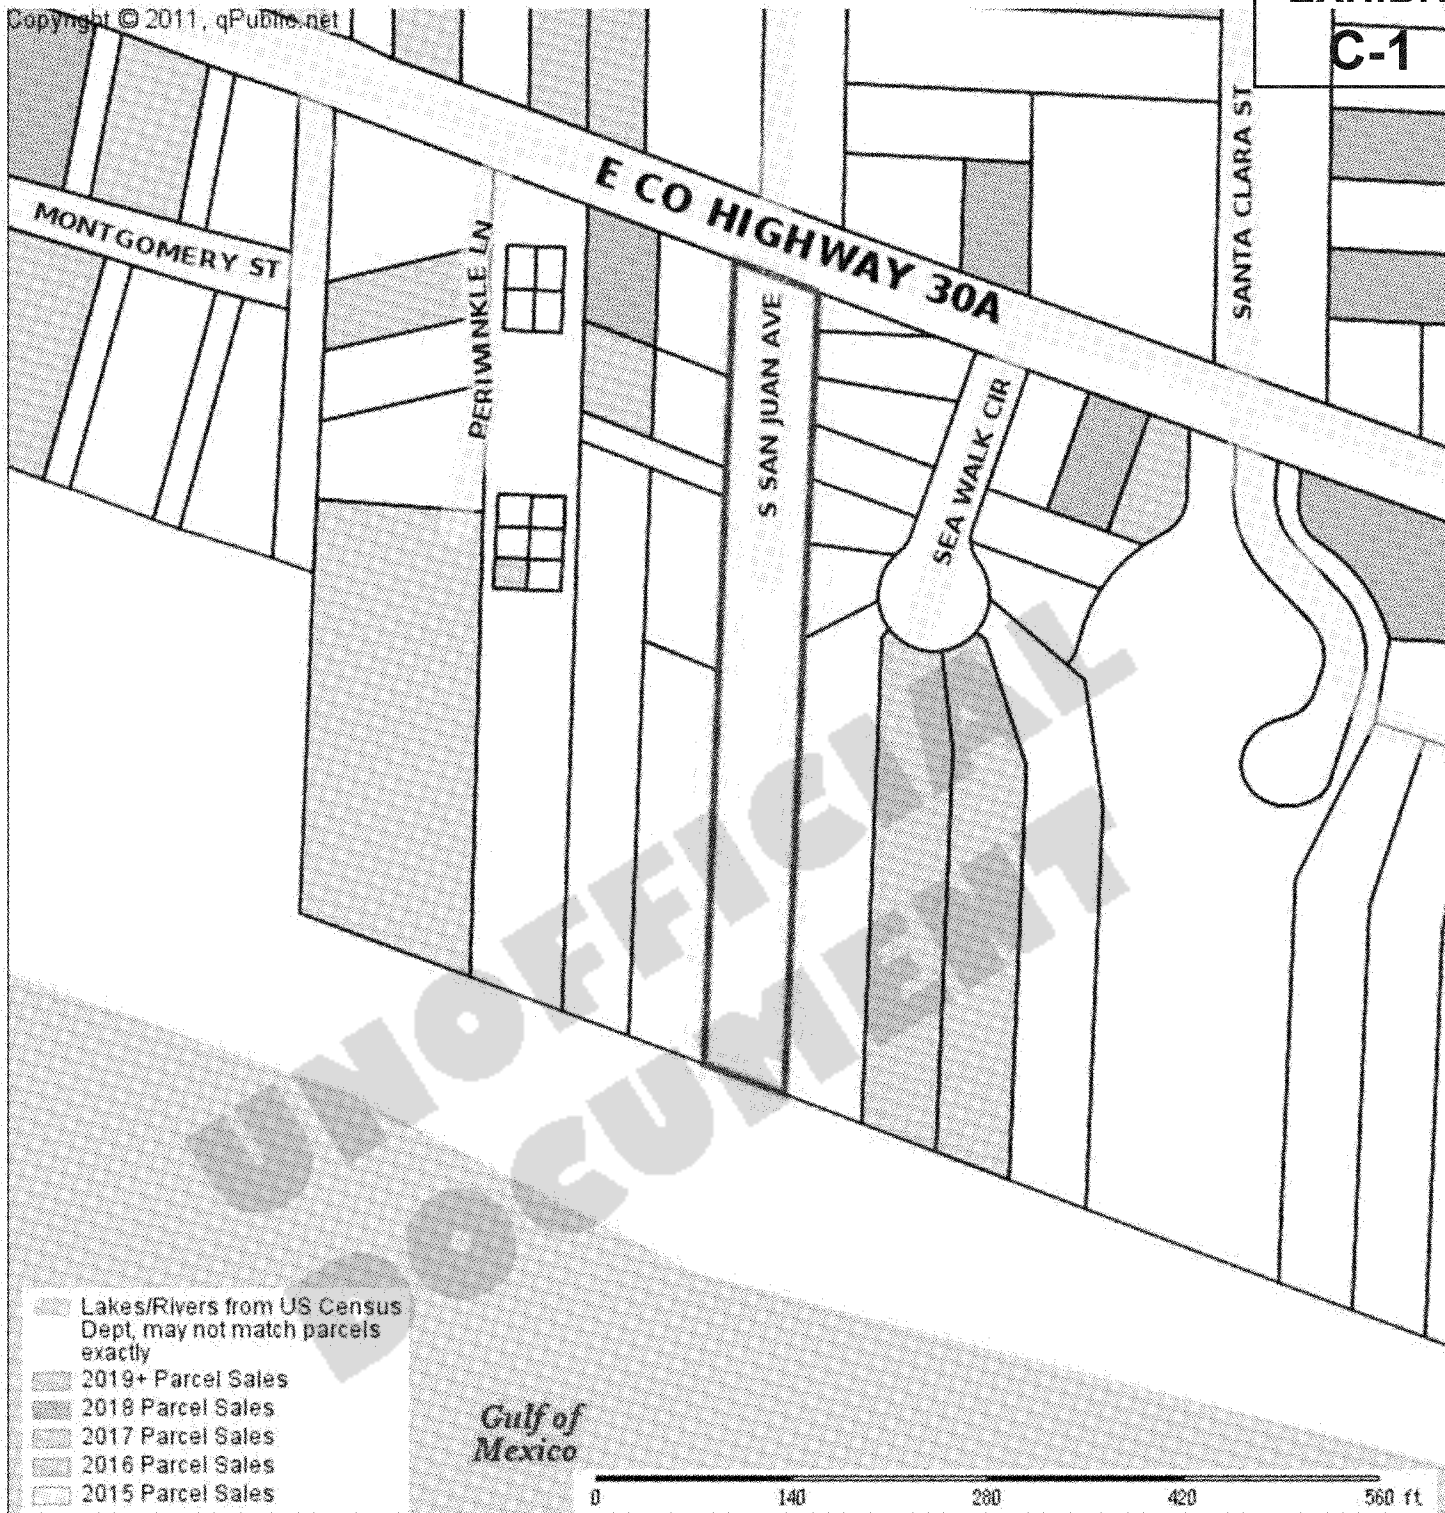 Copyright © 2011, qPublic.net
C-1
E CO HIGHWAY 30A
MONTGOMERY ST
PERIWINKLE LN
S SAN JUAN AVE
SEA WALK CIR
SANTA CLARA ST
UNOFFICIAL
DOCUMENT
Lakes/Rivers from US Census
Dept, may not match parcels
exactly
2019+ Parcel Sales
2018 Parcel Sales
2017 Parcel Sales
2016 Parcel Sales
2015 Parcel Sales
Gulf of
Mexico
0 140 280 420 560 ft